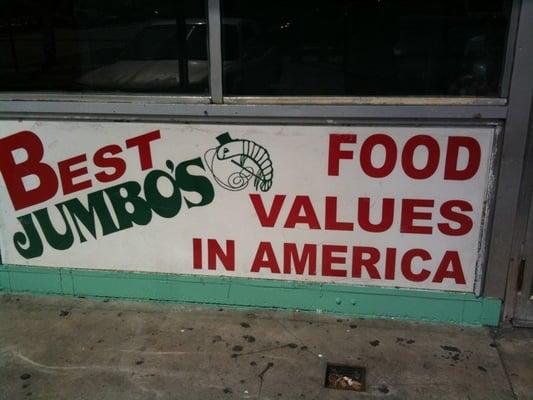 BEST
JUMBO'S
FOOD
VALUES
IN AMERICA